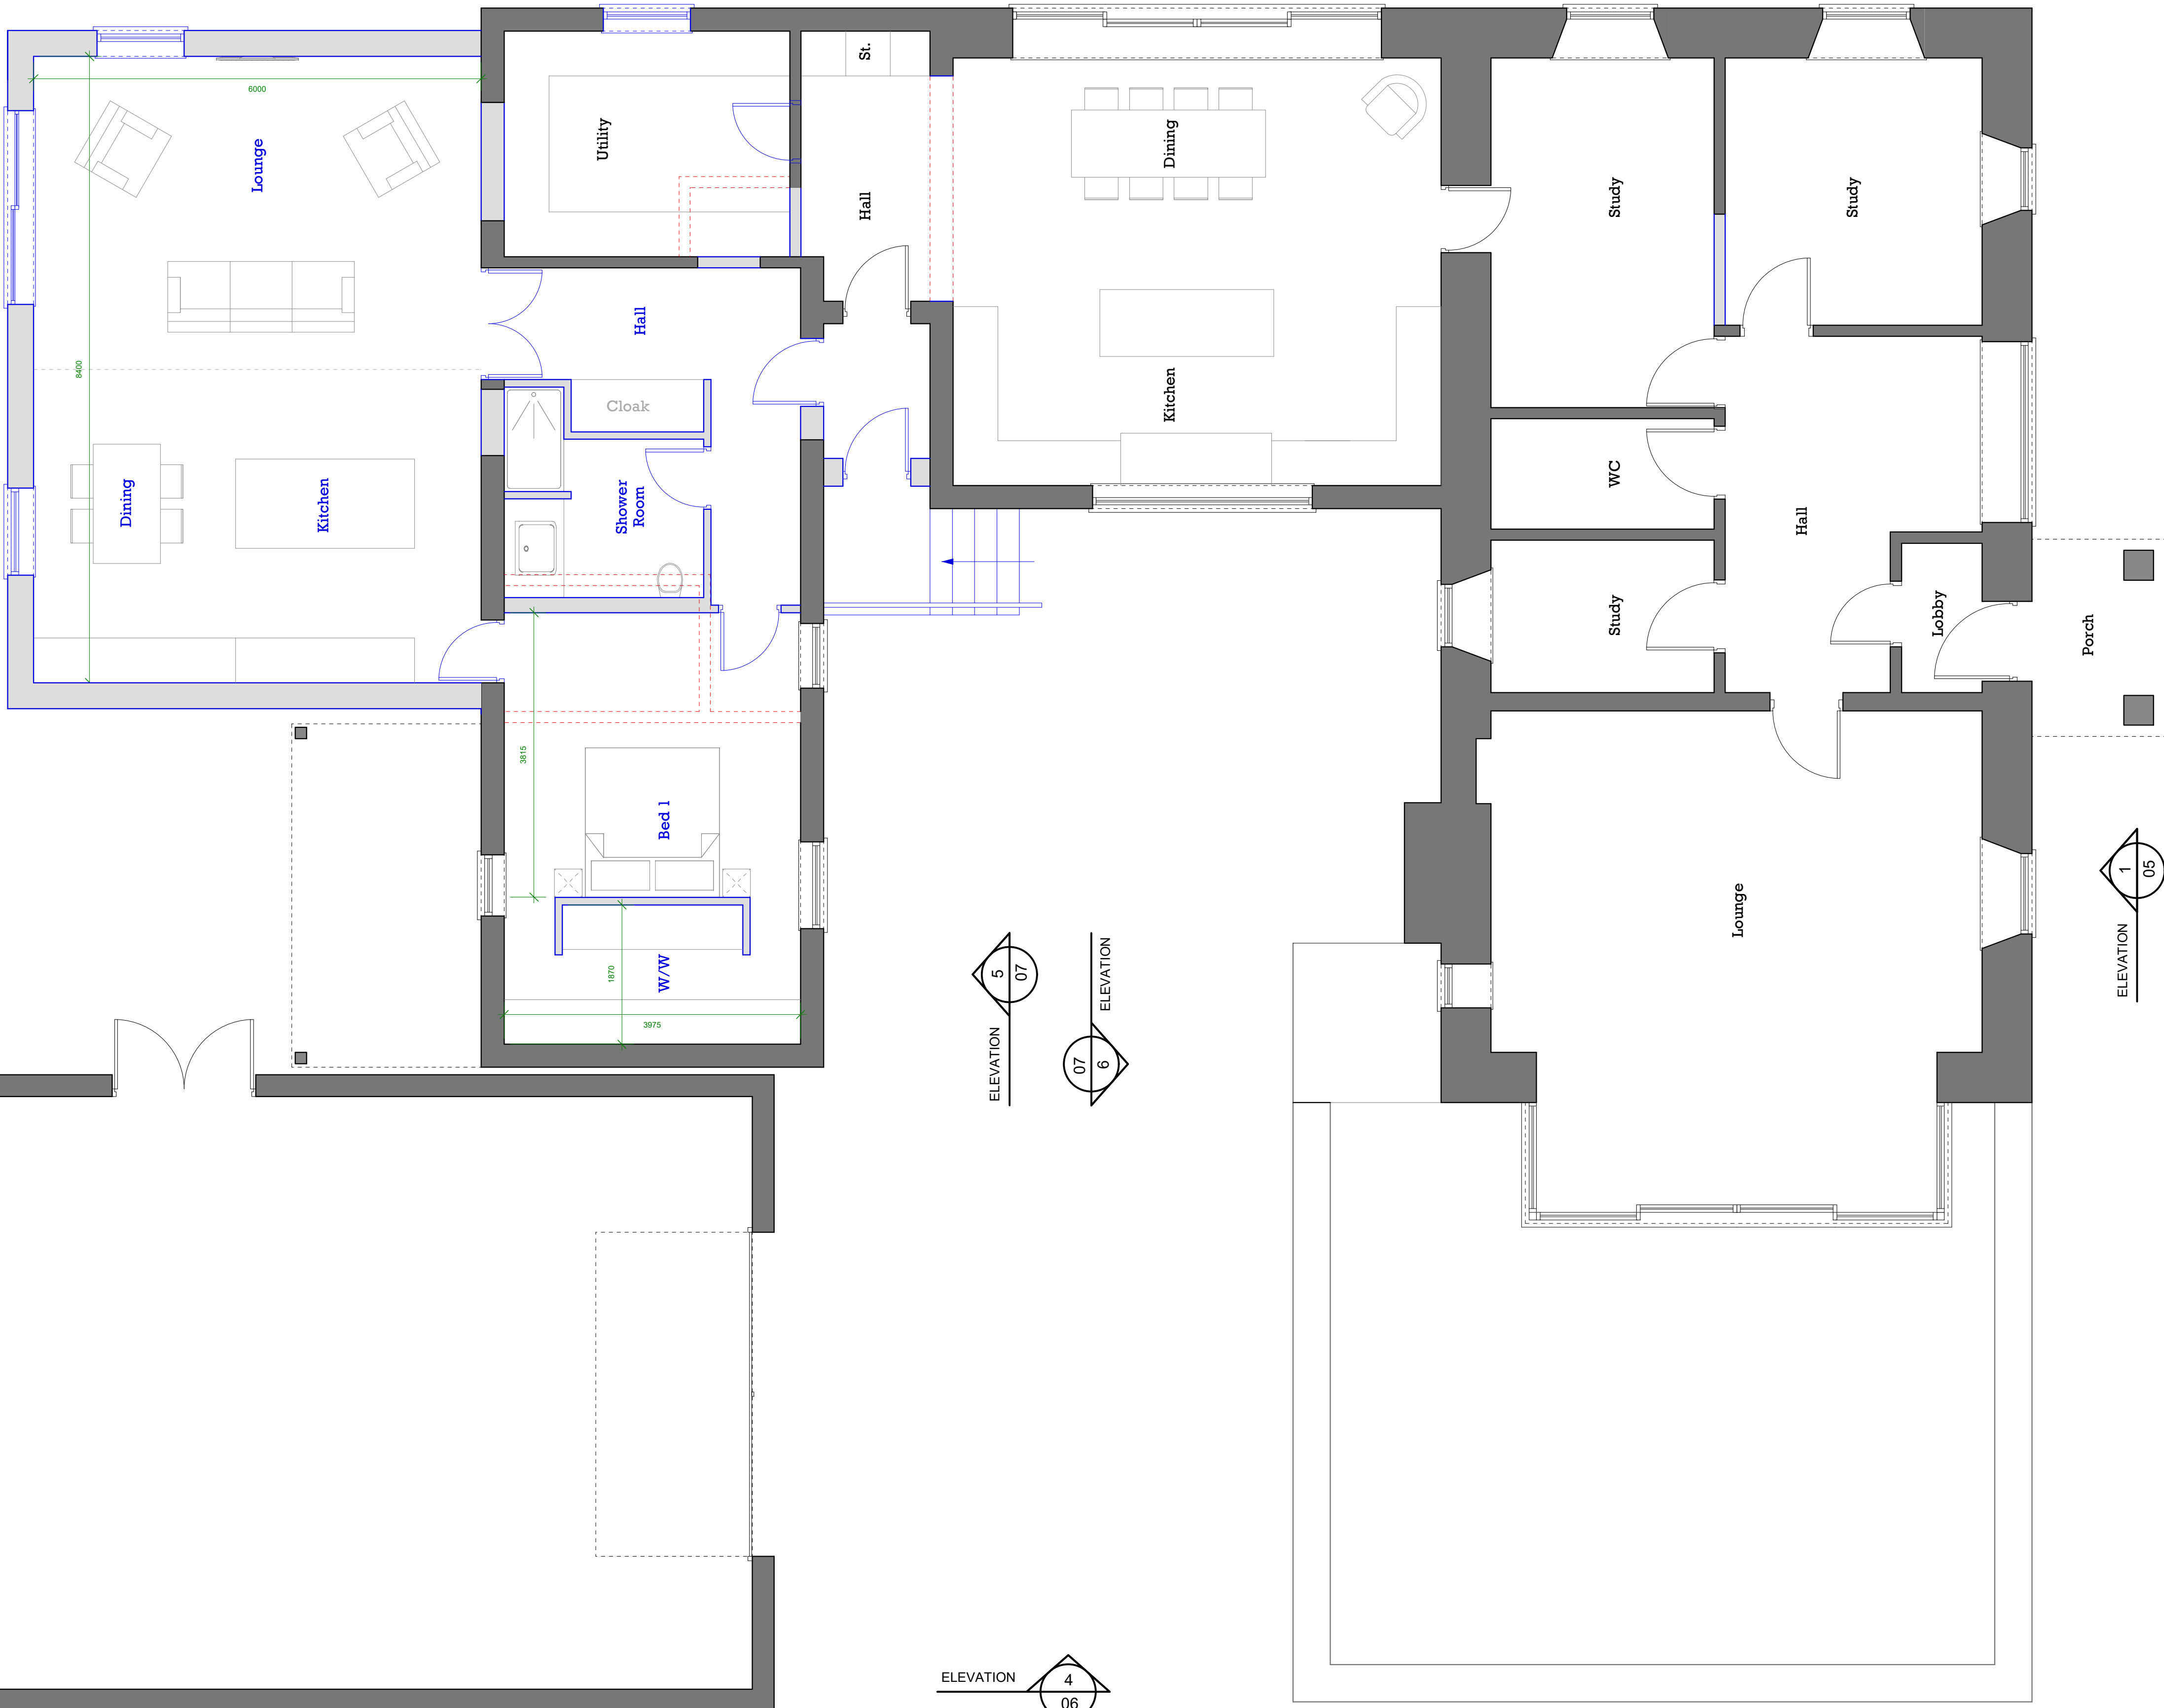 6000
Lounge
8400
Dining
Kitchen
Utility
St.
Hall
Hall
Cloak
Shower
Room
3815
Bed 1
1870
W/W
3975
Dining
Kitchen
Study
Study
WC
Hall
Study
Lobby
Porch
Lounge
ELEVATION
5
07
ELEVATION
07
6
ELEVATION
1
05
ELEVATION
4
06